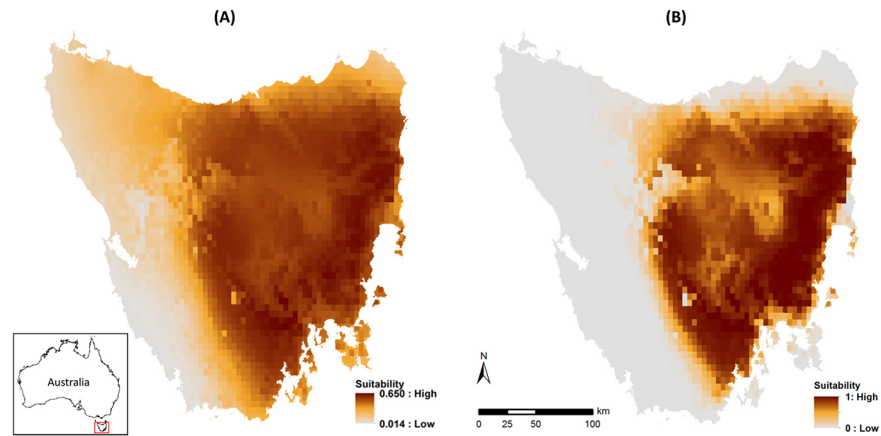 (A)
(B)
Australia
Suitability
0.650 : High
0.014 : Low
N
0 25 50 100
km
Suitability
1: High
0 : Low